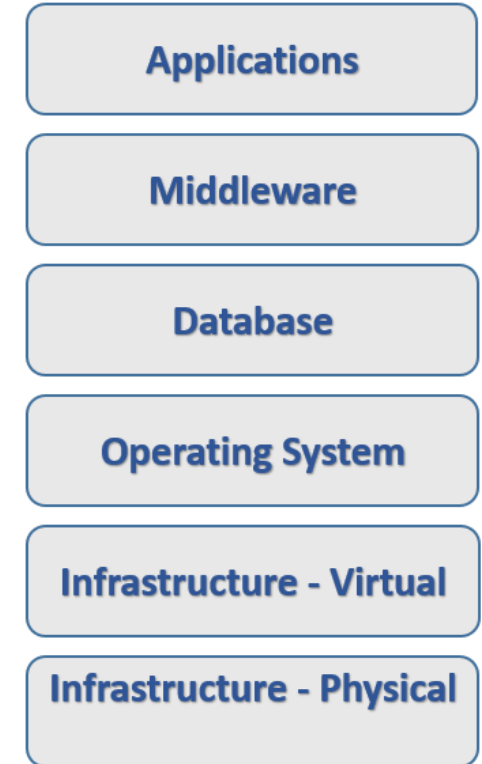 Applications
Middleware
Database
Operating System
Infrastructure - Virtual
Infrastructure - Physical